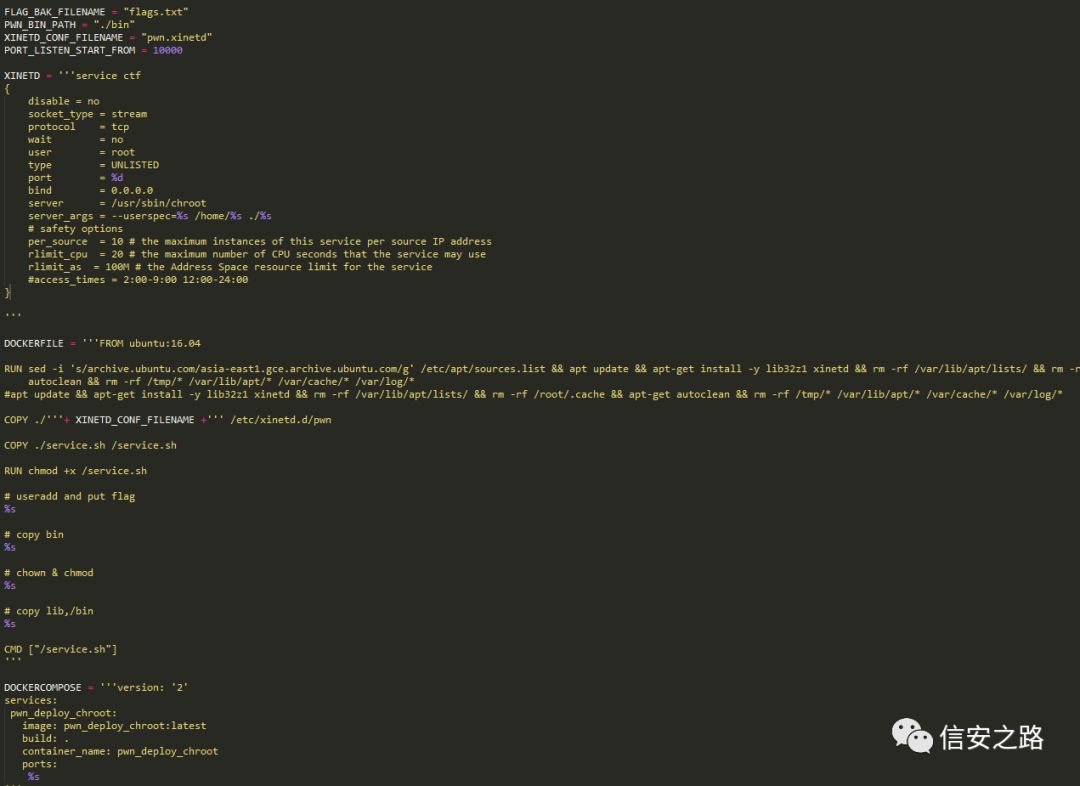 FLAG_BAK_FILENAME = "flags.txt"
PWN_BIN_PATH = "./bin"
XINETD_CONF_FILENAME = "pwn.xinetd"
PORT_LISTEN_START_FROM = 10000

XINETD = '''service ctf
{
    disable = no
    socket_type = stream
    protocol    = tcp
    wait        = no
    user        = root
    type        = UNLISTED
    port        = %d
    bind        = 0.0.0.0
    server      = /usr/sbin/chroot
    server_args = --userspec=%s /home/%s ./%s
    # safety options
    per_source  = 10 # the maximum instances of this service per source IP address
    rlimit_cpu  = 20 # the maximum number of CPU seconds that the service may use
    rlimit_as  = 100M # the Address Space resource limit for the service
    #access_times = 2:00-9:00 12:00-24:00
}

'''

DOCKERFILE = '''FROM ubuntu:16.04

RUN sed -i 's/archive.ubuntu.com/asia-east1.gce.archive.ubuntu.com/g' /etc/apt/sources.list && apt update && apt-get install -y lib32z1 xinetd && rm -rf /var/lib/apt/lists/ && rm -r
    autoclean && rm -rf /tmp/* /var/lib/apt/* /var/cache/* /var/log/*
#apt update && apt-get install -y lib32z1 xinetd && rm -rf /var/lib/apt/lists/ && rm -rf /root/.cache && apt-get autoclean && rm -rf /tmp/* /var/lib/apt/* /var/cache/* /var/log/*

COPY ./'''+ XINETD_CONF_FILENAME +''' /etc/xinetd.d/pwn

COPY ./service.sh /service.sh

RUN chmod +x /service.sh

# useradd and put flag
%s

# copy bin
%s

# chown & chmod
%s

# copy lib,/bin
%s

CMD ["/service.sh"]
'''

DOCKERCOMPOSE = '''version: '2'
services:
 pwn_deploy_chroot:
   image: pwn_deploy_chroot:latest
   build: .
   container_name: pwn_deploy_chroot
   ports:
    %s
信安之路